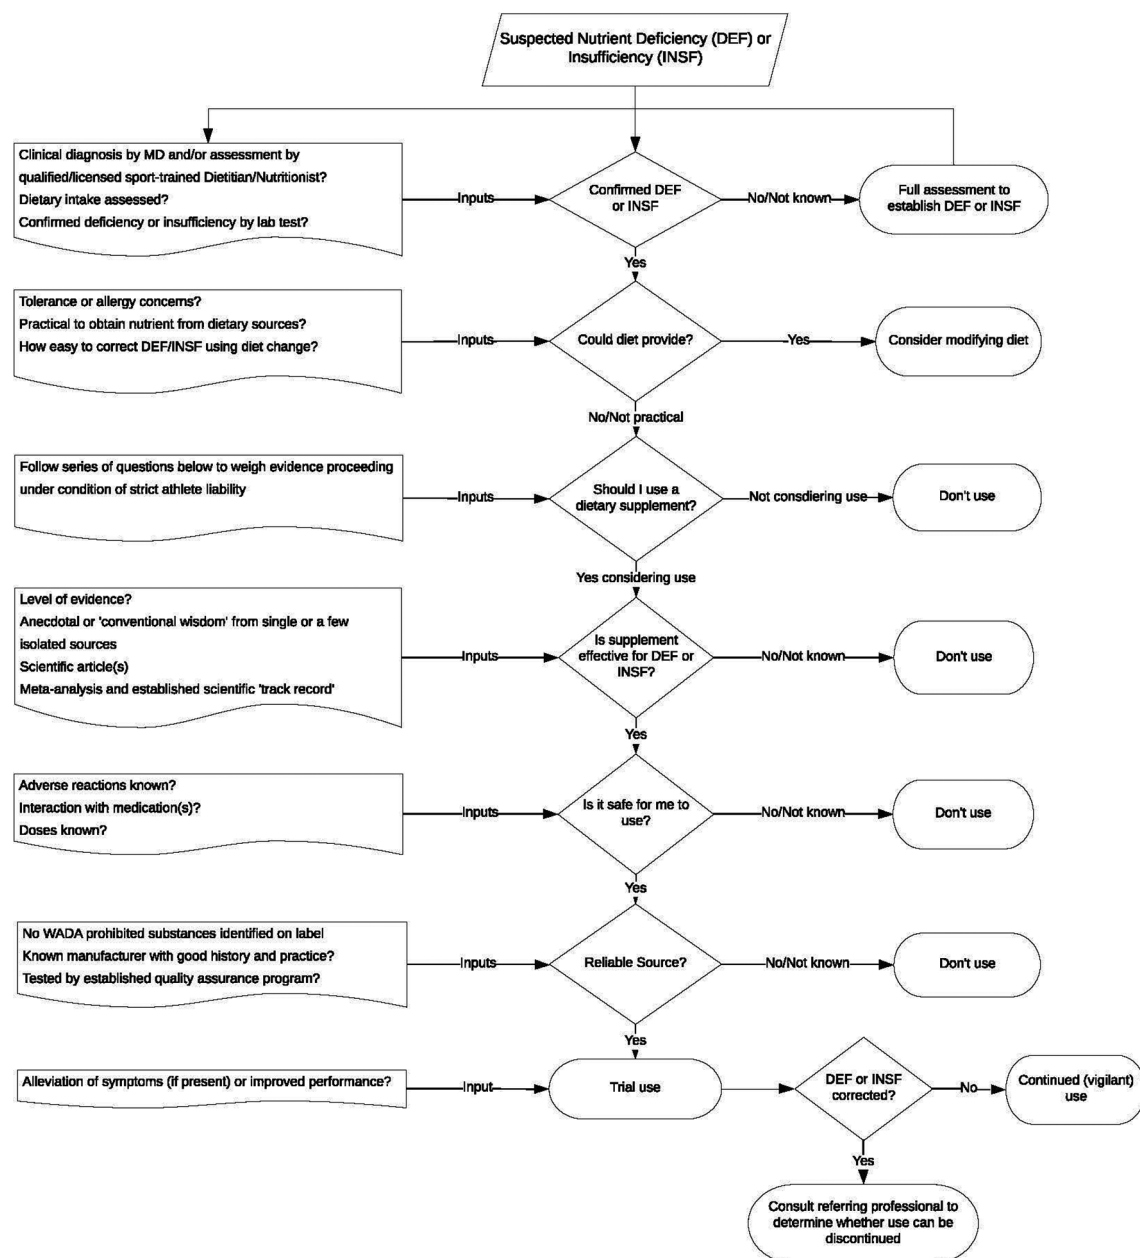 Suspected Nutrient Deficiency (DEF) or
Insufficiency (INSF)
Clinical diagnosis by MD and/or assessment by
qualified/licensed sport-trained Dietitian/Nutritionist?
Dietary intake assessed?
Confirmed deficiency or insufficiency by lab test?
Inputs
Confirmed DEF
or INSF
No/Not known
Full assessment to
establish DEF or INSF
Yes
Tolerance or allergy concerns?
Practical to obtain nutrient from dietary sources?
How easy to correct DEF/INSF using diet change?
Inputs
Could diet provide?
Yes
Consider modifying diet
No/Not practical
Follow series of questions below to weigh evidence proceeding
under condition of strict athlete liability
Inputs
Should I use a
dietary supplement?
Not consdiering use
Don't use
Yes considering use
Level of evidence?
Anecdotal or 'conventional wisdom' from single or a few
isolated sources
Scientific article(s)
Meta-analysis and established scientific 'track record'
Inputs
Is supplement
effective for DEF or
INSF?
No/Not known
Don't use
Yes
Adverse reactions known?
Interaction with medication(s)?
Doses known?
Inputs
Is it safe for me to
use?
No/Not known
Don't use
Yes
No WADA prohibited substances identified on label
Known manufacturer with good history and practice?
Tested by established quality assurance program?
Inputs
Reliable Source?
No/Not known
Don't use
Yes
Alleviation of symptoms (if present) or improved performance?
Input
Trial use
DEF or INSF
corrected?
No
Continued (vigilant)
use
Yes
Consult referring professional to
determine whether use can be
discontinued